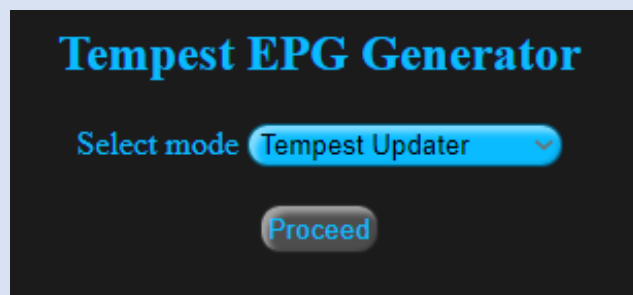 Tempest EPG Generator
Select mode Tempest Updater
Proceed